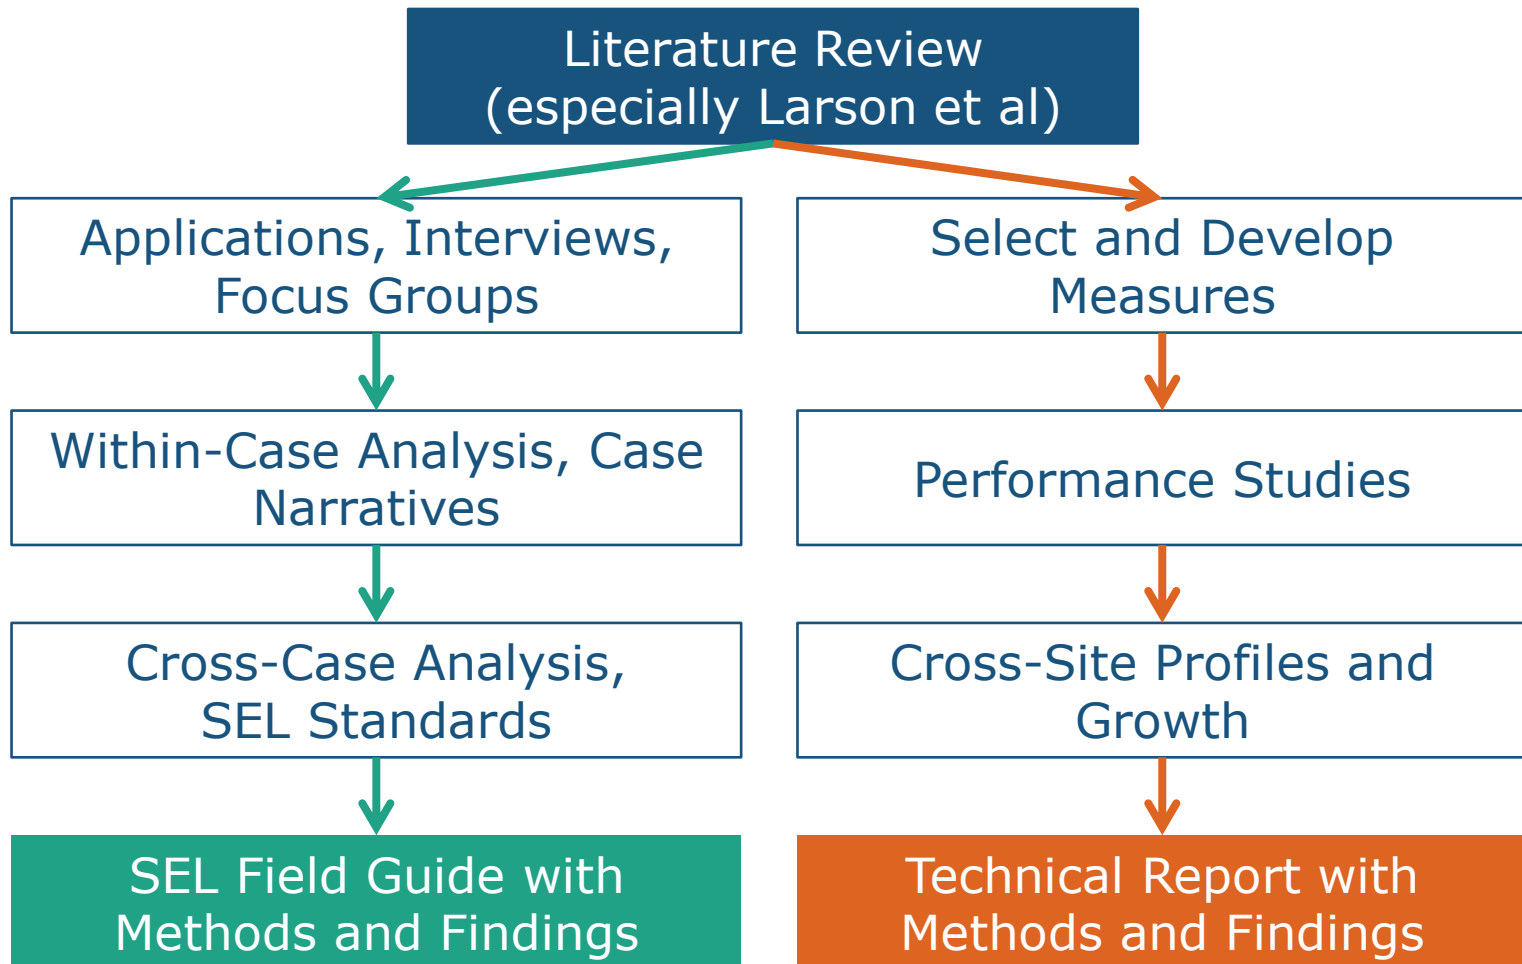 Literature Review
(especially Larson et al)
Applications, Interviews,
Focus Groups
Select and Develop
Measures
Within-Case Analysis, Case
Narratives
Performance Studies
Cross-Case Analysis,
SEL Standards
Cross-Site Profiles and
Growth
SEL Field Guide with
Methods and Findings
Technical Report with
Methods and Findings